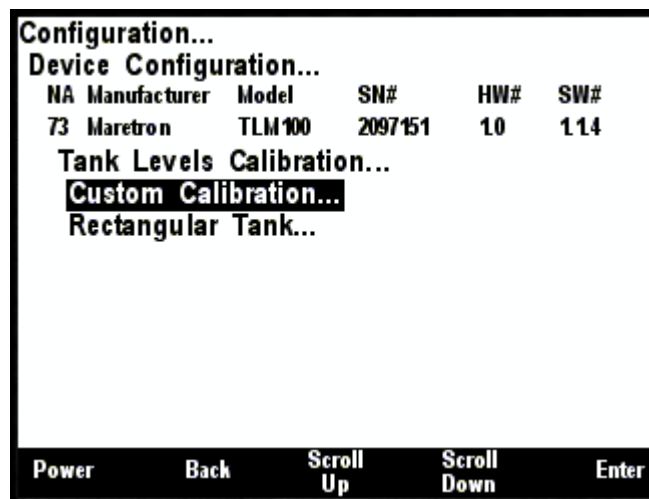 Configuration...
Device Configuration...
NA Manufacturer Model SN# HW# SW#
73 Maretron TLM100 2097151 1.0 1.1.4
Tank Levels Calibration...
Custom Calibration...
Rectangular Tank...
Power Back Scroll Up Scroll Down Enter